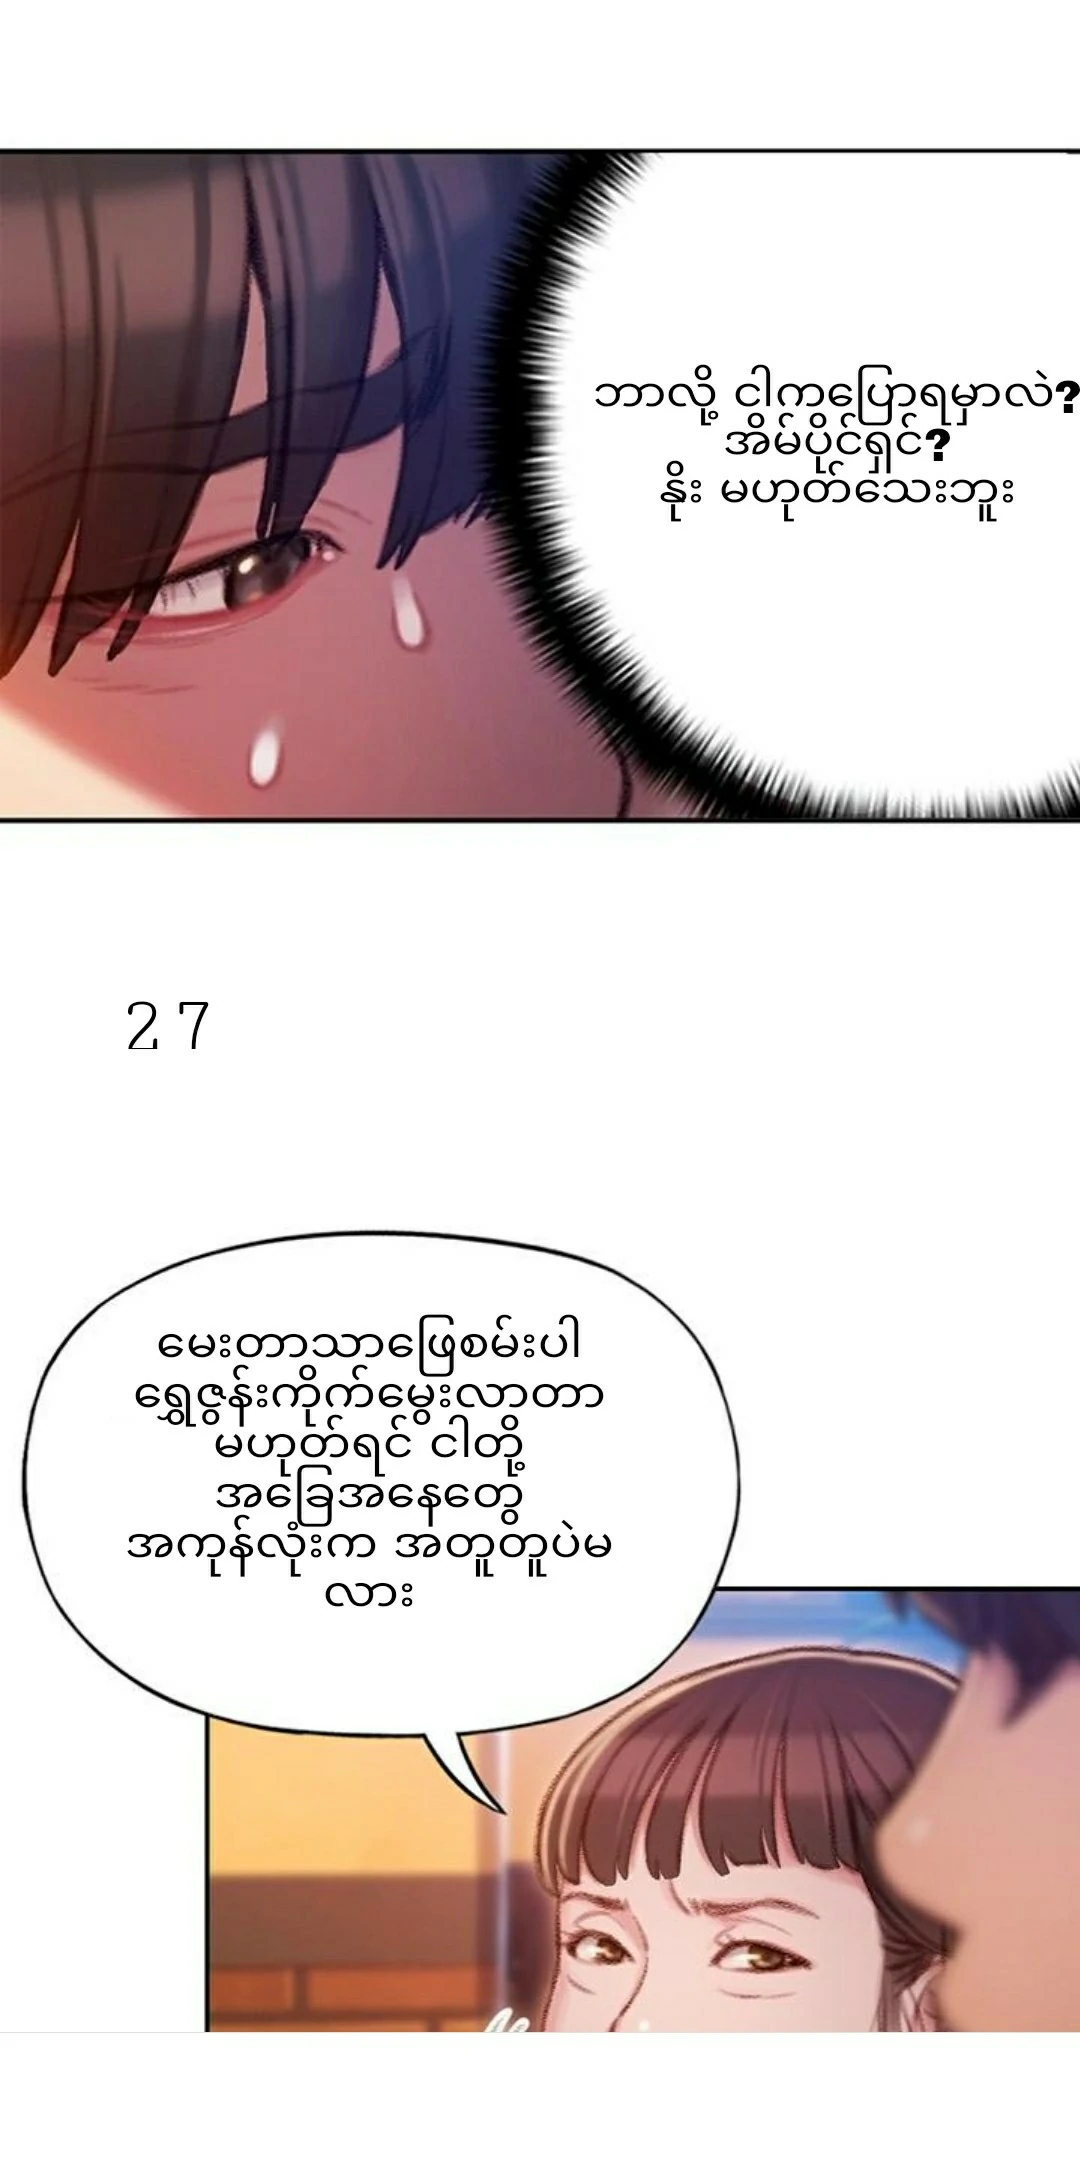 ဘာလို့ ငါကပြောရမှာလဲ?
အိမ်ပိုင်ရှင်?
နိုး မဟုတ်သေးဘူး
27
မေးတာသာဖြေစမ်းပါ
ရွှေဇွန်းကိုက်မွေးလာတာ
မဟုတ်ရင် ငါတို့
အခြေအနေတွေ
အကုန်လုံးက အတူတူပဲမ
လား